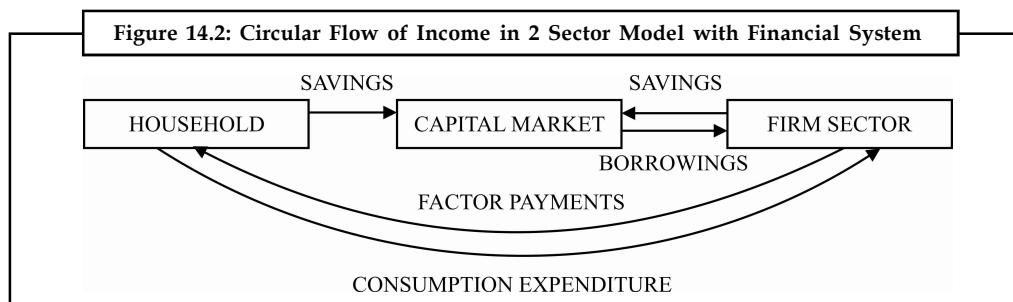 Figure 14.2: Circular Flow of Income in 2 Sector Model with Financial System
SAVINGS SAVINGS
HOUSEHOLD CAPITAL MARKET FIRM SECTOR
BORROWINGS
FACTOR PAYMENTS
CONSUMPTION EXPENDITURE